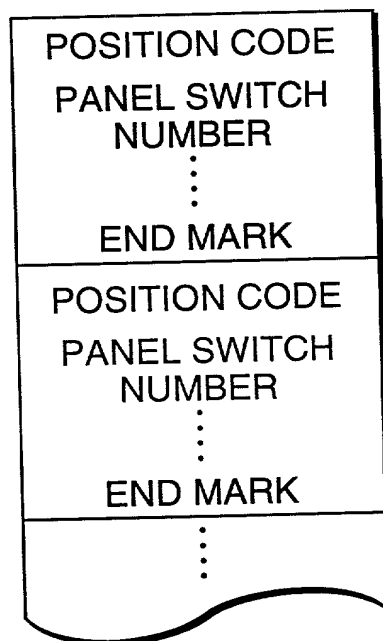 POSITION CODE
PANEL SWITCH
NUMBER
END MARK
POSITION CODE
PANEL SWITCH
NUMBER
END MARK